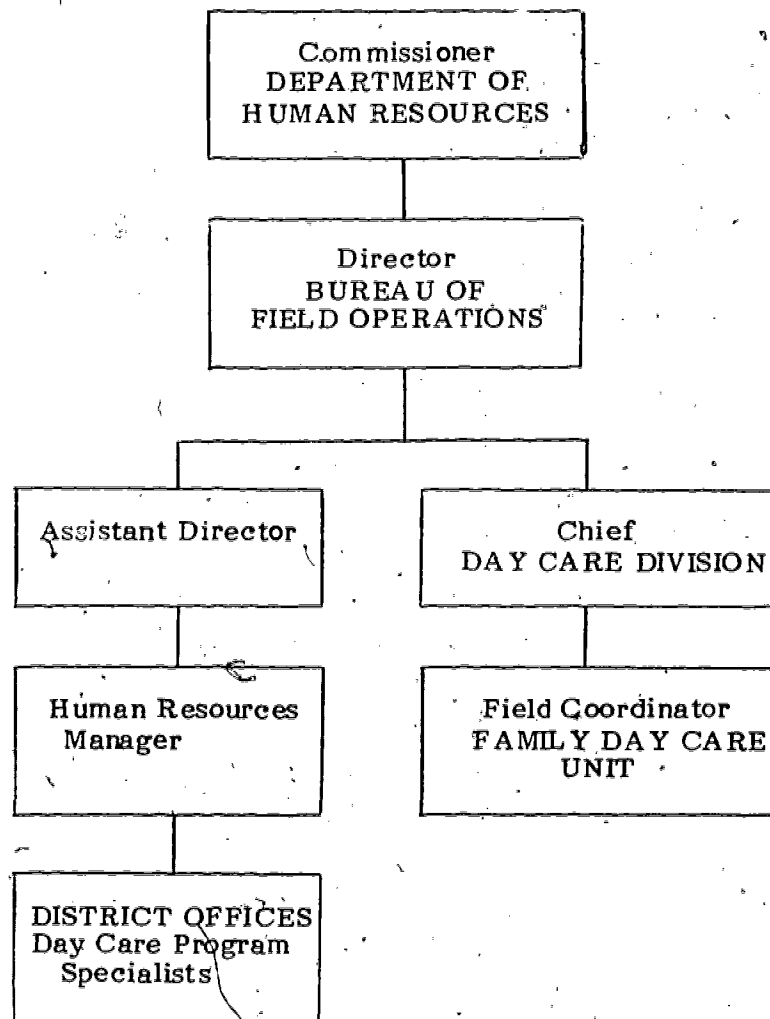 Commissioner
DEPARTMENT OF
HUMAN RESOURCES
Director
BUREAU OF
FIELD OPERATIONS
Assistant Director
Chief
DAY CARE DIVISION
Human Resources
Manager
Field Coordinator
FAMILY DAY CARE
UNIT
DISTRICT OFFICES
Day Care Program
Specialists